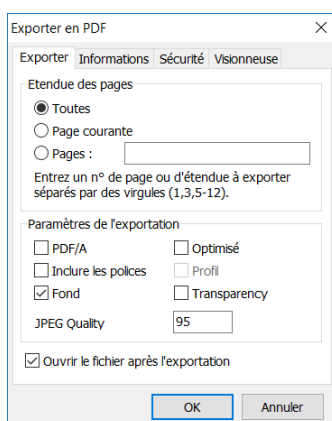 Exporter en PDF
Exporter Informations Sécurité Visionneuse
Etendue des pages
Toutes
Page courante
Pages :
Entrez un n° de page ou d'étendue à exporter
séparés par des virgules (1,3,5-12).
Paramètres de l'exportation
PDF/A Optimisé
Inclure les polices Profil
Fond Transparency
JPEG Quality 95
Ouvrir le fichier après l'exportation
OK Annuler